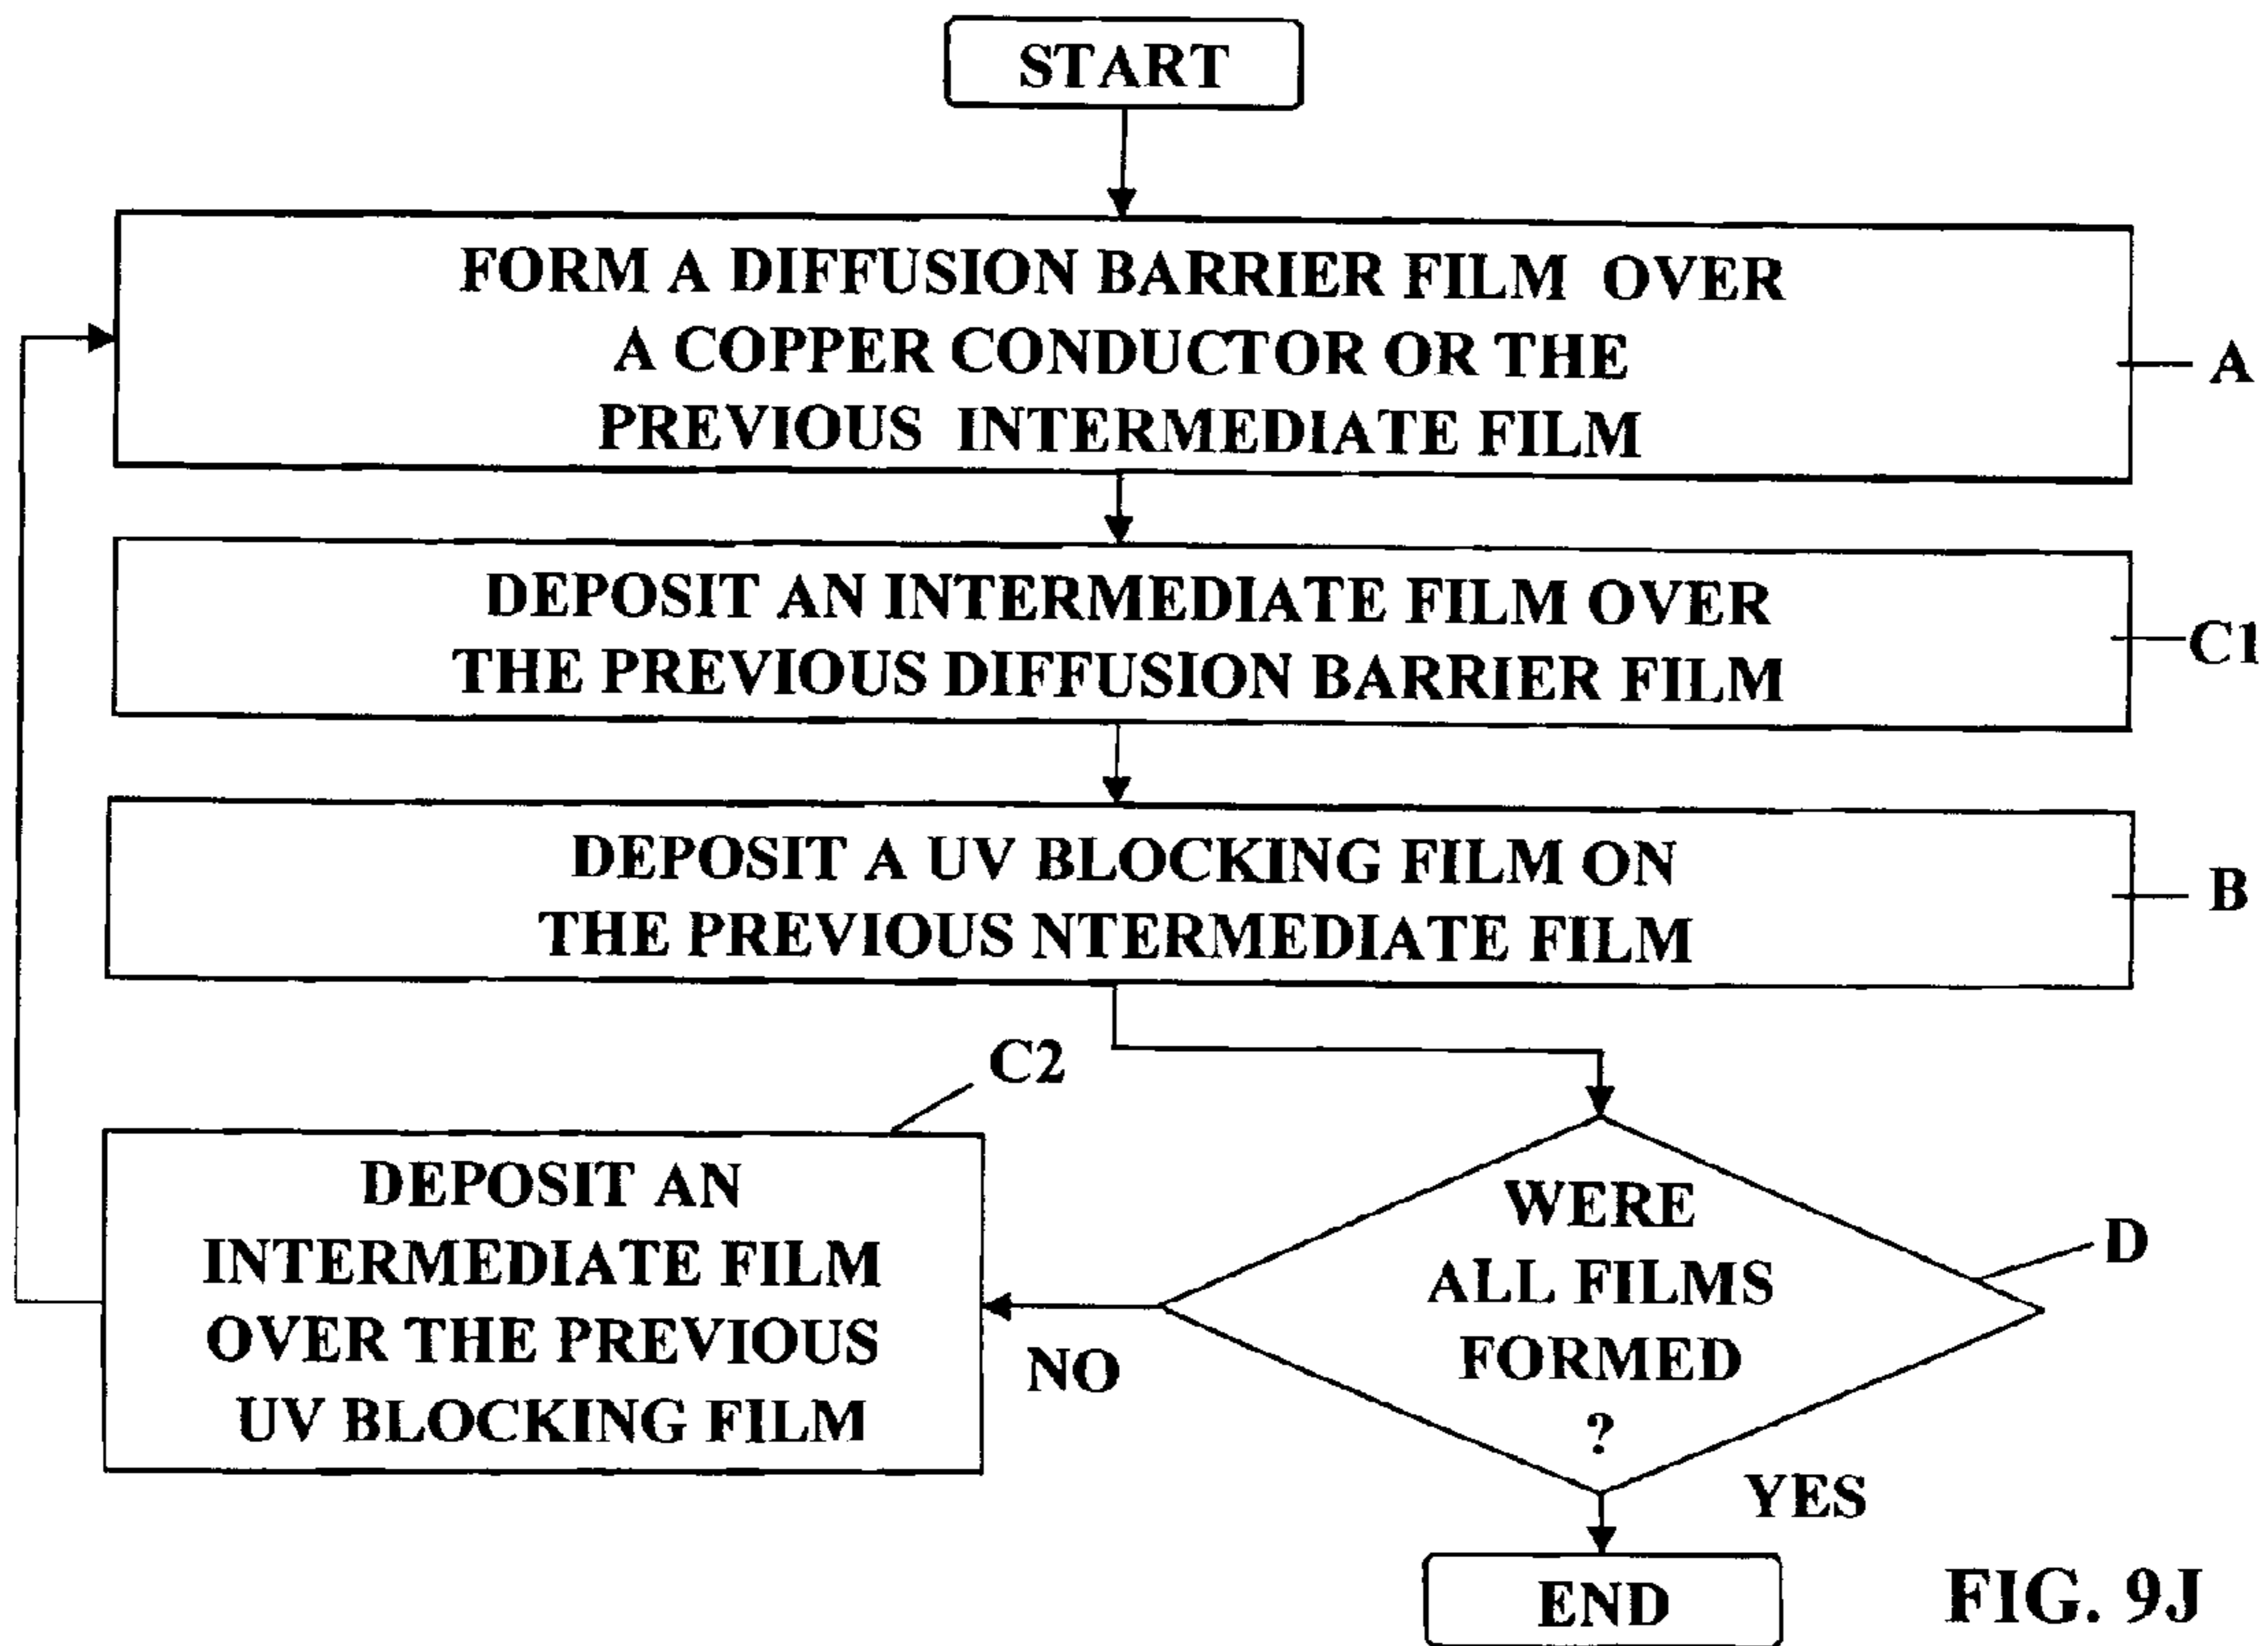 START
FORM A DIFFUSION BARRIER FILM OVER
A COPPER CONDUCTOR OR THE
PREVIOUS INTERMEDIATE FILM
A
DEPOSIT AN INTERMEDIATE FILM OVER
THE PREVIOUS DIFFUSION BARRIER FILM
C1
DEPOSIT A UV BLOCKING FILM ON
THE PREVIOUS NTERMEDIATE FILM
B
C2
DEPOSIT AN
INTERMEDIATE FILM
OVER THE PREVIOUS
UV BLOCKING FILM
WERE
ALL FILMS
FORMED
?
D
NO
YES
END
FIG. 9J